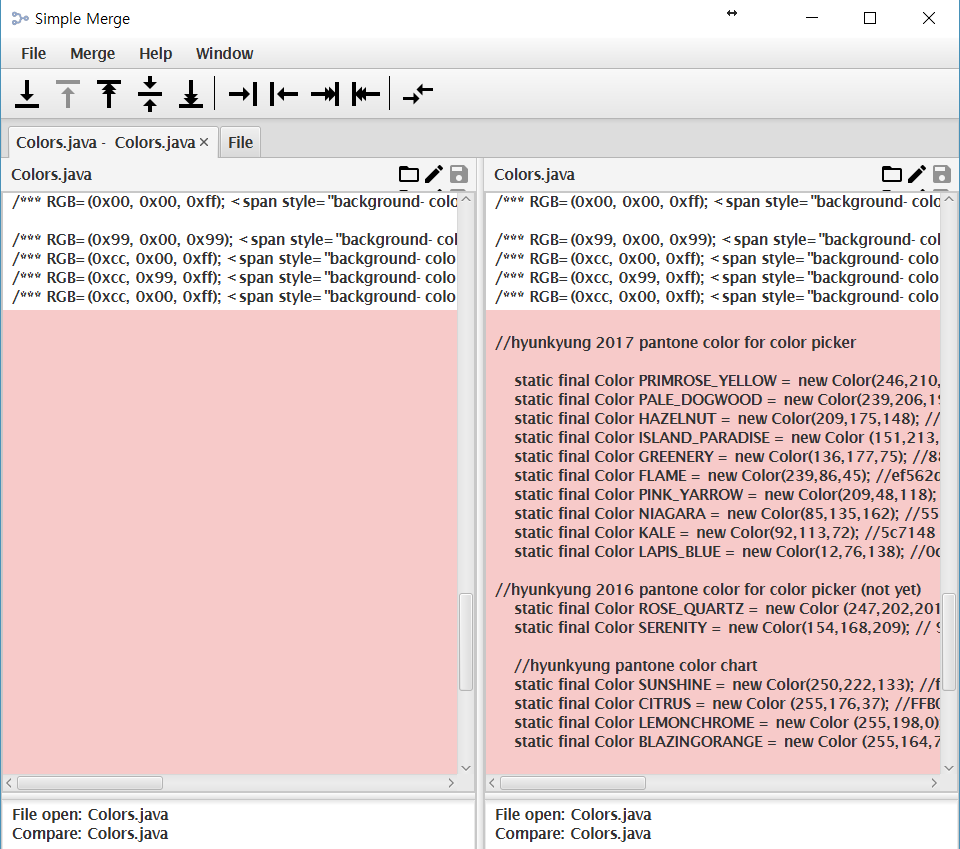 Simple Merge
File Merge Help Window
Colors.java - Colors.java × File
Colors.java
/*** RGB=(0x00, 0x00, 0xff); <span style="background-colo
/*** RGB=(0x99, 0x00, 0x99); <span style="background-col
/*** RGB=(0xcc, 0x00, 0xff); <span style="background-colo
/*** RGB=(0xcc, 0x99, 0xff); <span style="background-colo
/*** RGB=(0xcc, 0x00, 0xff); <span style="background-colo
File open: Colors.java
Compare: Colors.java
Colors.java
/*** RGB=(0x00, 0x00, 0xff); <span style="background-colo
/*** RGB=(0x99, 0x00, 0x99); <span style="background-col
/*** RGB=(0xcc, 0x00, 0xff); <span style="background-colo
/*** RGB=(0xcc, 0x99, 0xff); <span style="background-colo
/*** RGB=(0xcc, 0x00, 0xff); <span style="background-colo
//hyunkyung 2017 pantone color for color picker
static final Color PRIMROSE_YELLOW = new Color(246,210,
static final Color PALE_DOGWOOD = new Color(239,206,19
static final Color HAZELNUT = new Color(209,175,148); //
static final Color ISLAND_PARADISE = new Color (151,213,
static final Color GREENERY = new Color(136,177,75); //88
static final Color FLAME = new Color(239,86,45); //ef562d
static final Color PINK_YARROW = new Color(209,48,118);
static final Color NIAGARA = new Color(85,135,162); //55
static final Color KALE = new Color(92,113,72); //5c7148
static final Color LAPIS_BLUE = new Color(12,76,138); //0c
//hyunkyung 2016 pantone color for color picker (not yet)
static final Color ROSE_QUARTZ = new Color (247,202,201
static final Color SERENITY = new Color(154,168,209); // 9
//hyunkyung pantone color chart
static final Color SUNSHINE = new Color(250,222,133); //f
static final Color CITRUS = new Color (255,176,37); //FFB0
static final Color LEMONCHROME = new Color (255,198,0)
static final Color BLAZINGORANGE = new Color (255,164,7
File open: Colors.java
Compare: Colors.java